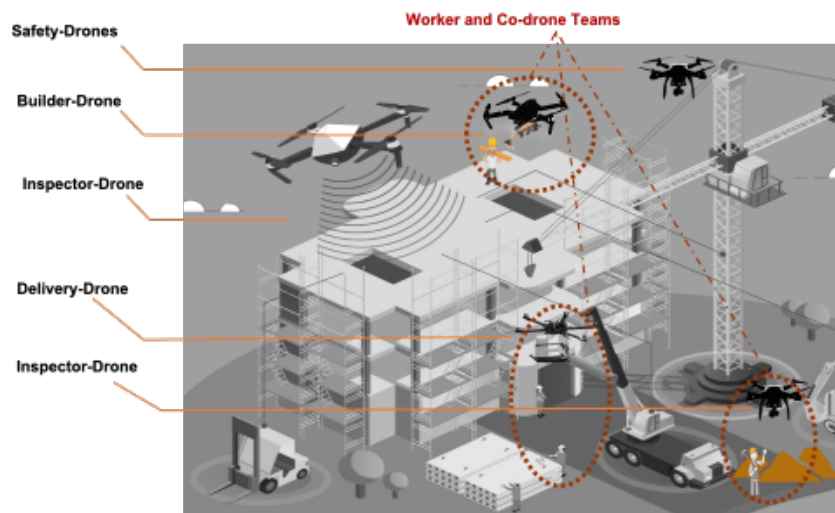 Worker and Co-drone Teams
Safety-Drones
Builder-Drone
Inspector-Drone
Delivery-Drone
Inspector-Drone